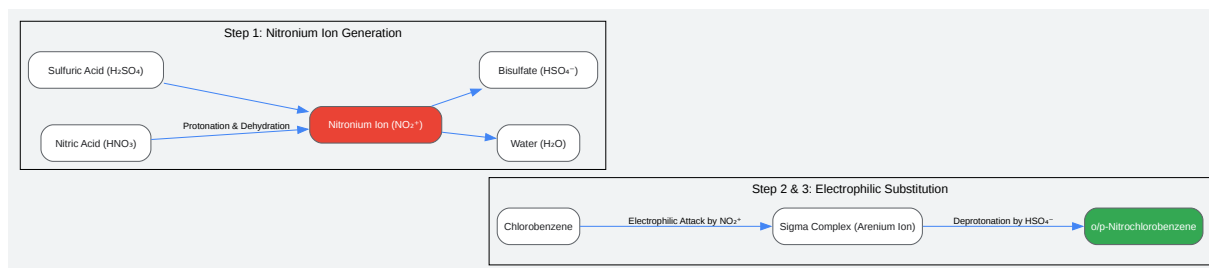 Step 1: Nitronium Ion Generation
Sulfuric Acid (H₂SO₄)
Bisulfate (HSO₄⁻)
Protonation & Dehydration
Nitronium Ion (NO₂⁺)
Nitric Acid (HNO₃)
Water (H₂O)
Step 2 & 3: Electrophilic Substitution
Chlorobenzene
Electrophilic Attack by NO₂⁺
Sigma Complex (Arenium Ion)
Deprotonation by HSO₄⁻
o/p-Nitrochlorobenzene